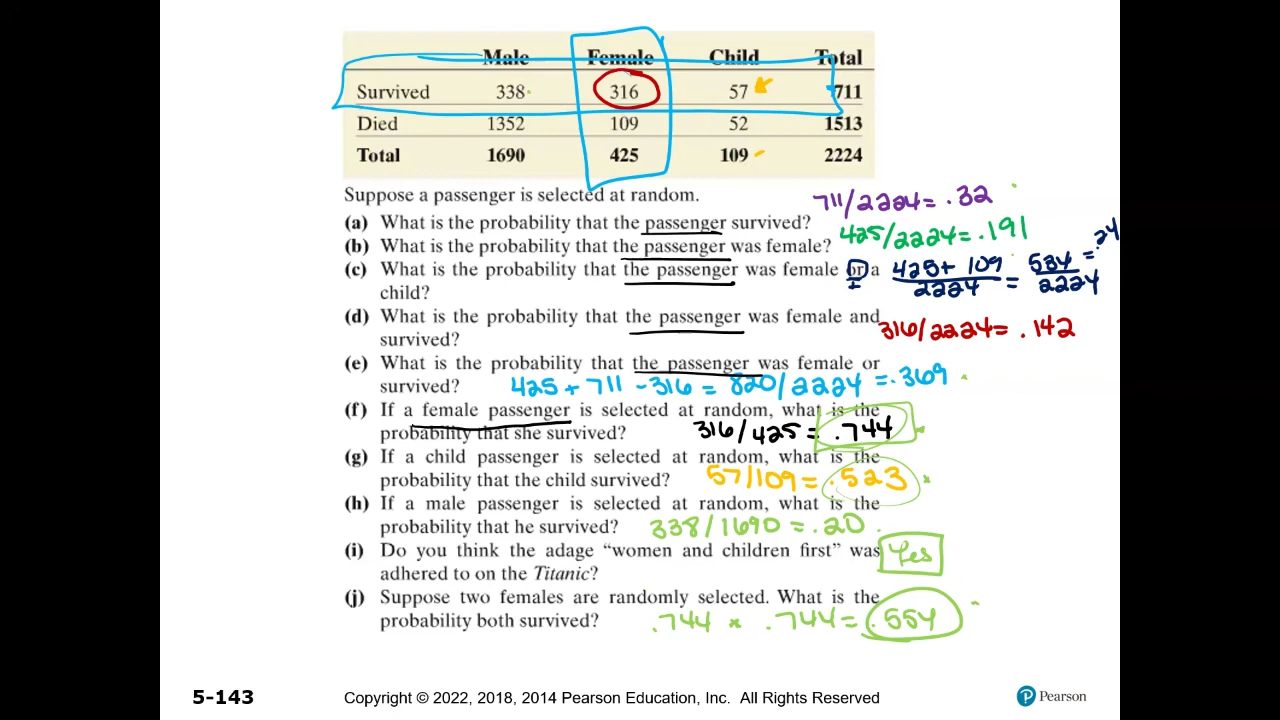 Male Female Child Total
Survived 338 316 57 711
Died 1352 109 52 1513
Total 1690 425 109 2224
Suppose a passenger is selected at random.
711/2224 = .32
(a) What is the probability that the passenger survived?
425/2224 = .191
(b) What is the probability that the passenger was female?
(c) What is the probability that the passenger was female or a
child?
425 + 109 / 2224 = 534 / 2224 = .24
(d) What is the probability that the passenger was female and
survived?
316/2224 = .142
(e) What is the probability that the passenger was female or
survived? 425 + 711 - 316 = 820/2224 = .369
(f) If a female passenger is selected at random, what is the
probability that she survived? 316/425 = .744
(g) If a child passenger is selected at random, what is the
probability that the child survived? 57/109 = .523
(h) If a male passenger is selected at random, what is the
probability that he survived? 338/1690 = .20
(i) Do you think the adage “women and children first” was
adhered to on the Titanic? Yes
(j) Suppose two females are randomly selected. What is the
probability both survived? .744 * .744 = .554
5-143 Copyright © 2022, 2018, 2014 Pearson Education, Inc. All Rights Reserved P Pearson